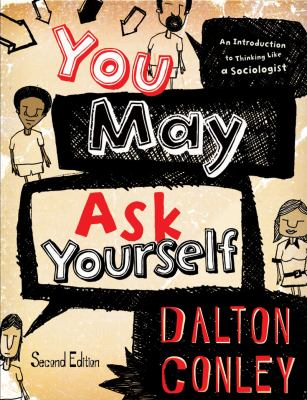 You
An Introduction
to Thinking Like
a Sociologist
May
Ask
Yourself
Second Edition
DALTON
CONLEY